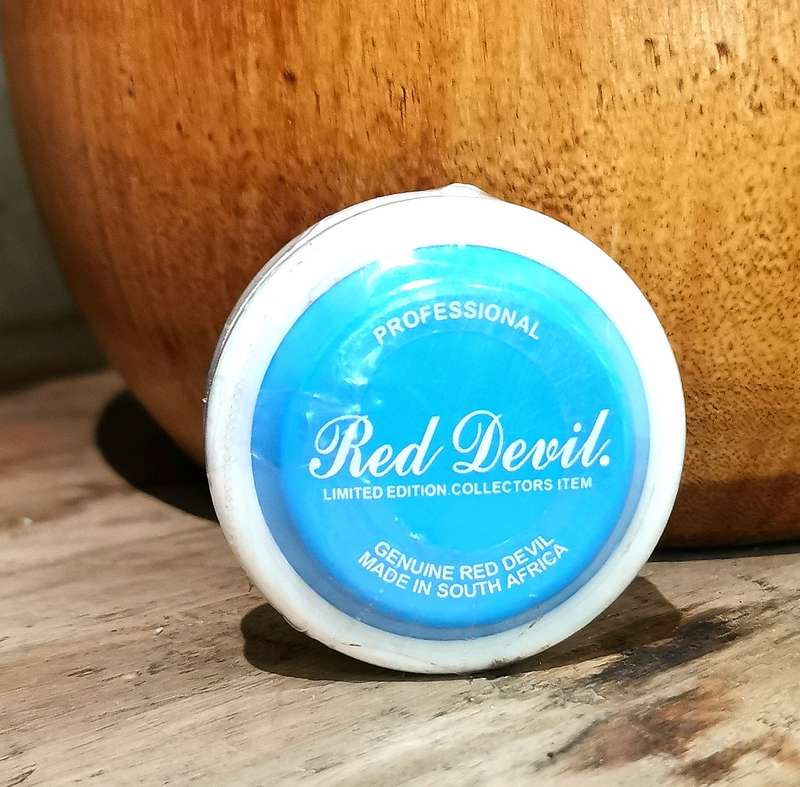 PROFESSIONAL
Red Devil.
LIMITED EDITION COLLECTORS ITEM
GENUINE RED DEVIL
MADE IN SOUTH AFRICA